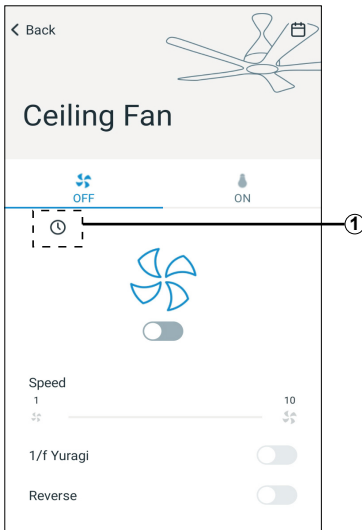 Back
Ceiling Fan
OFF
ON
1
Speed
1
10
1/f Yuragi
Reverse